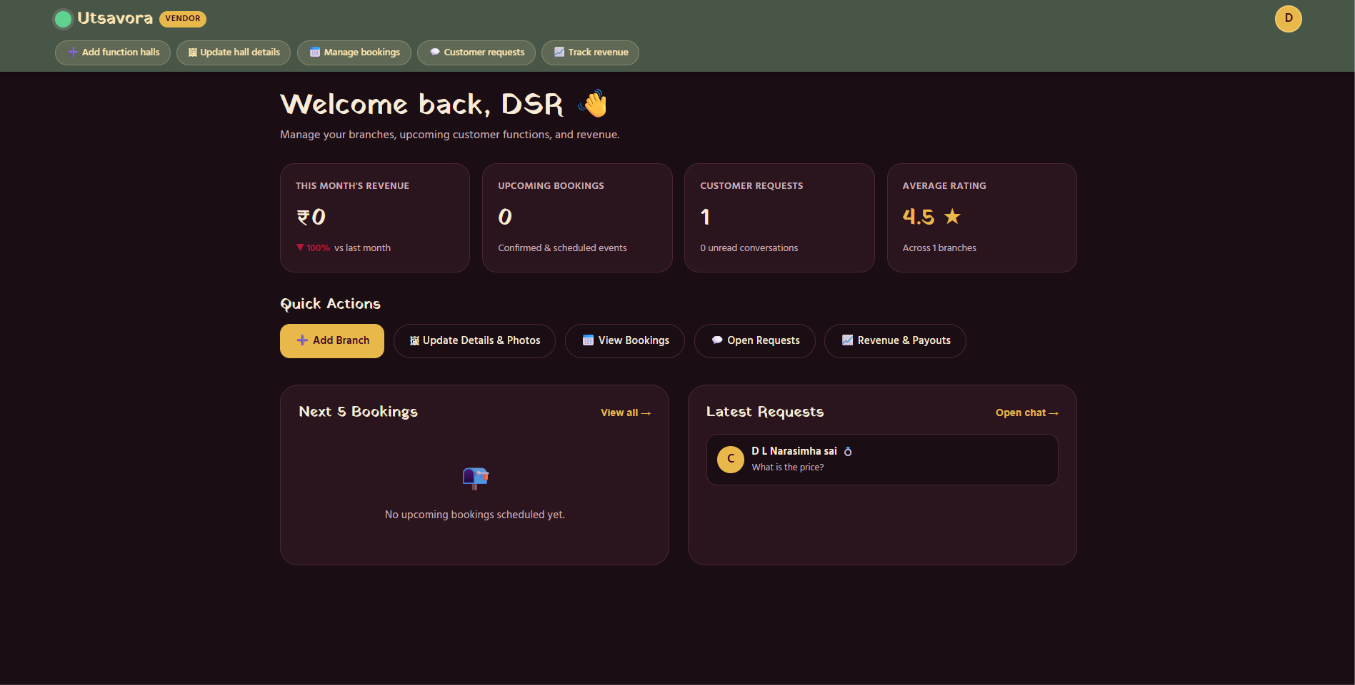 Utsavora VENDOR
D
Add function halls Update hall details Manage bookings Customer requests Track revenue
Welcome back, DSR
Manage your branches, upcoming customer functions, and revenue.
THIS MONTH'S REVENUE
₹0
▼ 100% vs last month
UPCOMING BOOKINGS
0
Confirmed & scheduled events
CUSTOMER REQUESTS
1
0 unread conversations
AVERAGE RATING
4.5 ★
Across 1 branches
Quick Actions
Add Branch Update Details & Photos View Bookings Open Requests Revenue & Payouts
Next 5 Bookings View all →
No upcoming bookings scheduled yet.
Latest Requests Open chat →
C
D L Narasimha sai
What is the price?